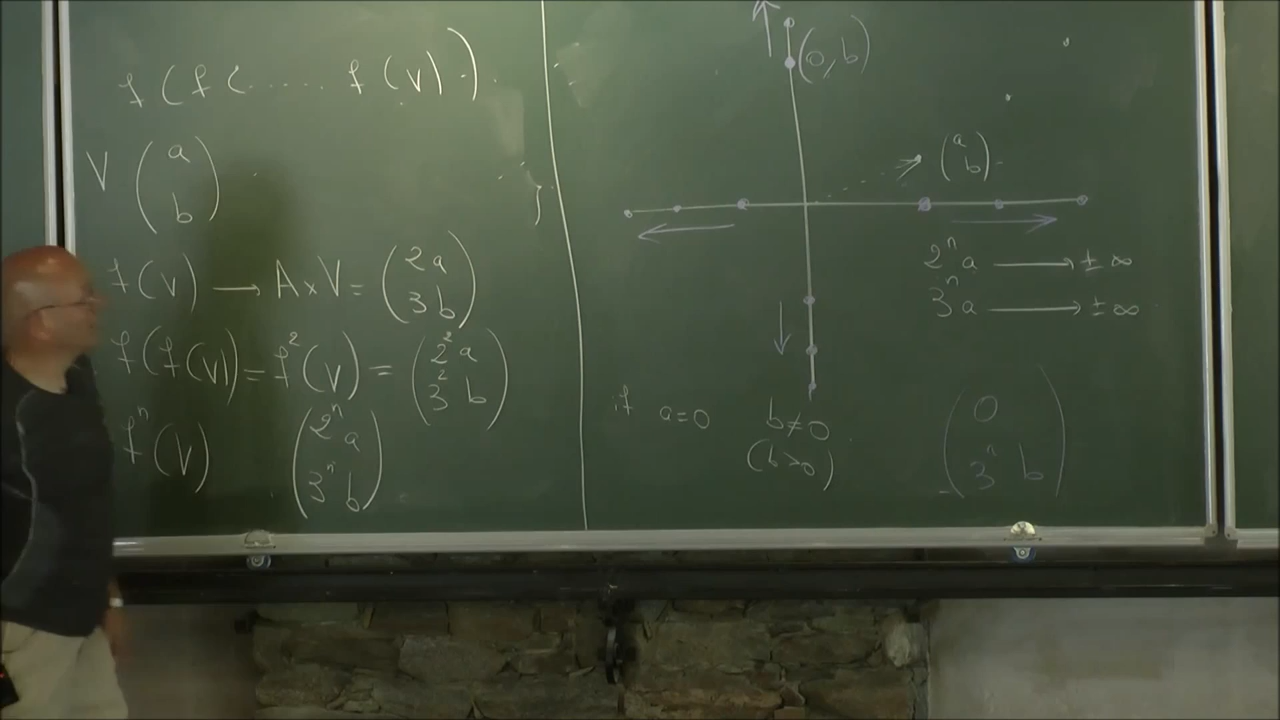 f(f(......f(v)·).
V (a b)
f(v) → A×V = (2a 3b)
f(f(v)) = f²(v) = (2²a 3²b)
fⁿ(v) (2ⁿa 3ⁿb)
(0,b)
(a b)
2ⁿa → ±∞
3ⁿa → ±∞
if a=0 b≠0 (0 3ⁿb)
(b>0)